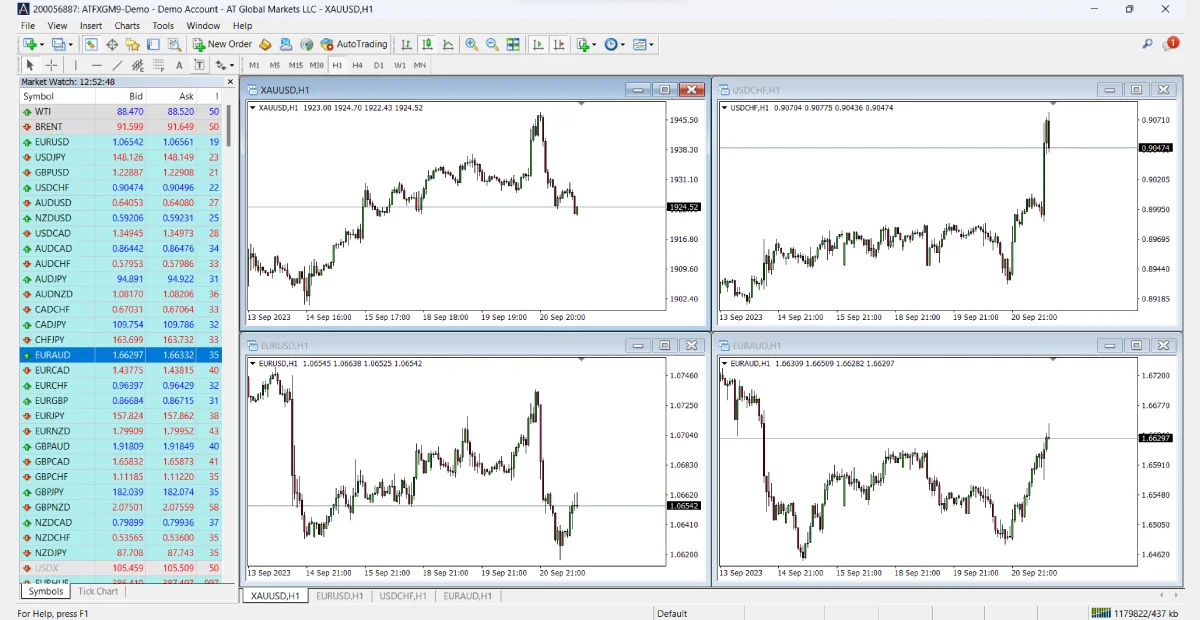 200056887: ATFXGM9-Demo - Demo Account - AT Global Markets LLC - XAUUSD,H1
File View Insert Charts Tools Window Help
New Order AutoTrading 1
A T M1 M5 M15 M30 H1 H4 D1 W1 MN
Market Watch: 12:52:48
Symbol Bid Ask !
WTI 88.470 88.520 50
BRENT 91.599 91.649 50
EURUSD 1.06542 1.06561 19
USDJPY 148.126 148.149 23
GBPUSD 1.22887 1.22908 21
USDCHF 0.90474 0.90496 22
AUDUSD 0.64053 0.64080 27
NZDUSD 0.59206 0.59231 25
USDCAD 1.34945 1.34973 28
AUDCAD 0.86442 0.86476 34
AUDCHF 0.57953 0.57986 33
AUDJPY 94.891 94.922 31
AUDNZD 1.08170 1.08206 36
CADCHF 0.67031 0.67064 33
CADJPY 109.754 109.786 32
CHFJPY 163.699 163.732 33
EURAUD 1.66297 1.66332 35
EURCAD 1.43775 1.43815 40
EURCHF 0.96397 0.96429 32
EURGBP 0.86684 0.86715 31
EURJPY 157.824 157.862 38
EURNZD 1.79909 1.79952 43
GBPAUD 1.91809 1.91849 40
GBPCAD 1.65832 1.65873 41
GBPCHF 1.11185 1.11220 35
GBPJPY 182.039 182.074 35
GBPNZD 2.07501 2.07559 58
NZDCAD 0.79899 0.79936 37
NZDCHF 0.53565 0.53600 35
NZDJPY 87.708 87.743 35
USDX 105.459 105.509 50
Symbols Tick Chart
XAUUSD,H1
XAUUSD,H1 1923.00 1924.70 1922.43 1924.52
1945.50
1938.30
1931.10
1924.52
1916.80
1909.60
1902.40
13 Sep 2023 14 Sep 16:00 15 Sep 17:00 18 Sep 18:00 19 Sep 19:00 20 Sep 20:00
USDCHF,H1
USDCHF,H1 0.90704 0.90775 0.90436 0.90474
0.90710
0.90474
0.90205
0.89950
0.89695
0.89440
0.89185
13 Sep 2023 14 Sep 21:00 15 Sep 21:00 18 Sep 21:00 19 Sep 21:00 20 Sep 21:00
EURUSD,H1
EURUSD,H1 1.06545 1.06638 1.06525 1.06542
1.07460
1.07250
1.07040
1.06830
1.06620
1.06542
1.06410
1.06200
13 Sep 2023 14 Sep 21:00 15 Sep 21:00 18 Sep 21:00 19 Sep 21:00 20 Sep 21:00
EURAUD,H1
EURAUD,H1 1.66309 1.66509 1.66282 1.66297
1.67200
1.66770
1.66297
1.65910
1.65480
1.65050
1.64620
13 Sep 2023 14 Sep 21:00 15 Sep 21:00 18 Sep 21:00 19 Sep 21:00 20 Sep 21:00
XAUUSD,H1 EURUSD,H1 USDCHF,H1 EURAUD,H1
For Help, press F1 Default 1179822/437 kb